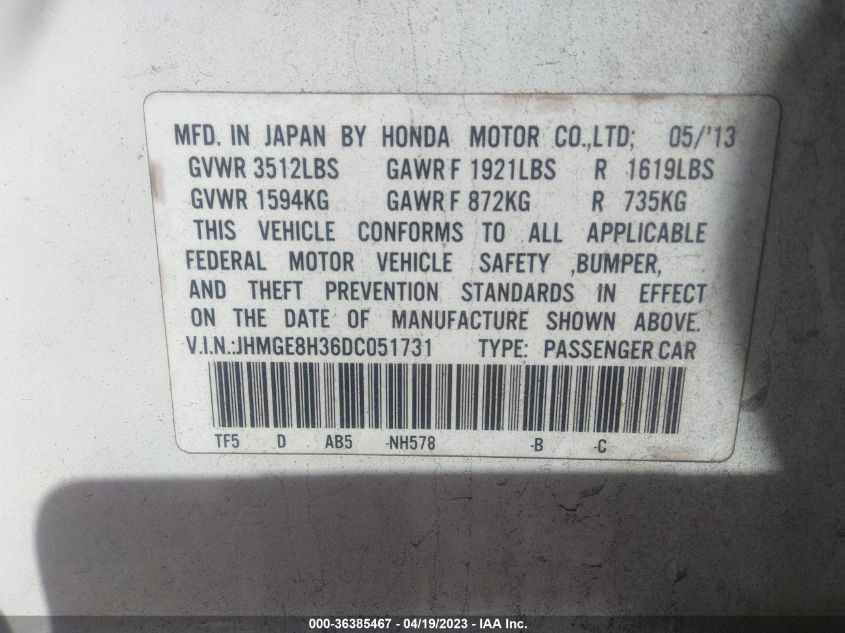 MFD. IN JAPAN BY HONDA MOTOR CO.,LTD; 05/'13
GVWR 3512LBS GAWR F 1921LBS R 1619LBS
GVWR 1594KG GAWR F 872KG R 735KG
THIS VEHICLE CONFORMS TO ALL APPLICABLE
FEDERAL MOTOR VEHICLE SAFETY ,BUMPER,
AND THEFT PREVENTION STANDARDS IN EFFECT
ON THE DATE OF MANUFACTURE SHOWN ABOVE.
V.I.N.:JHMGE8H36DC051731 TYPE: PASSENGER CAR
TF5 D AB5 -NH578 -B -C
000-36385467 - 04/19/2023 - IAA Inc.